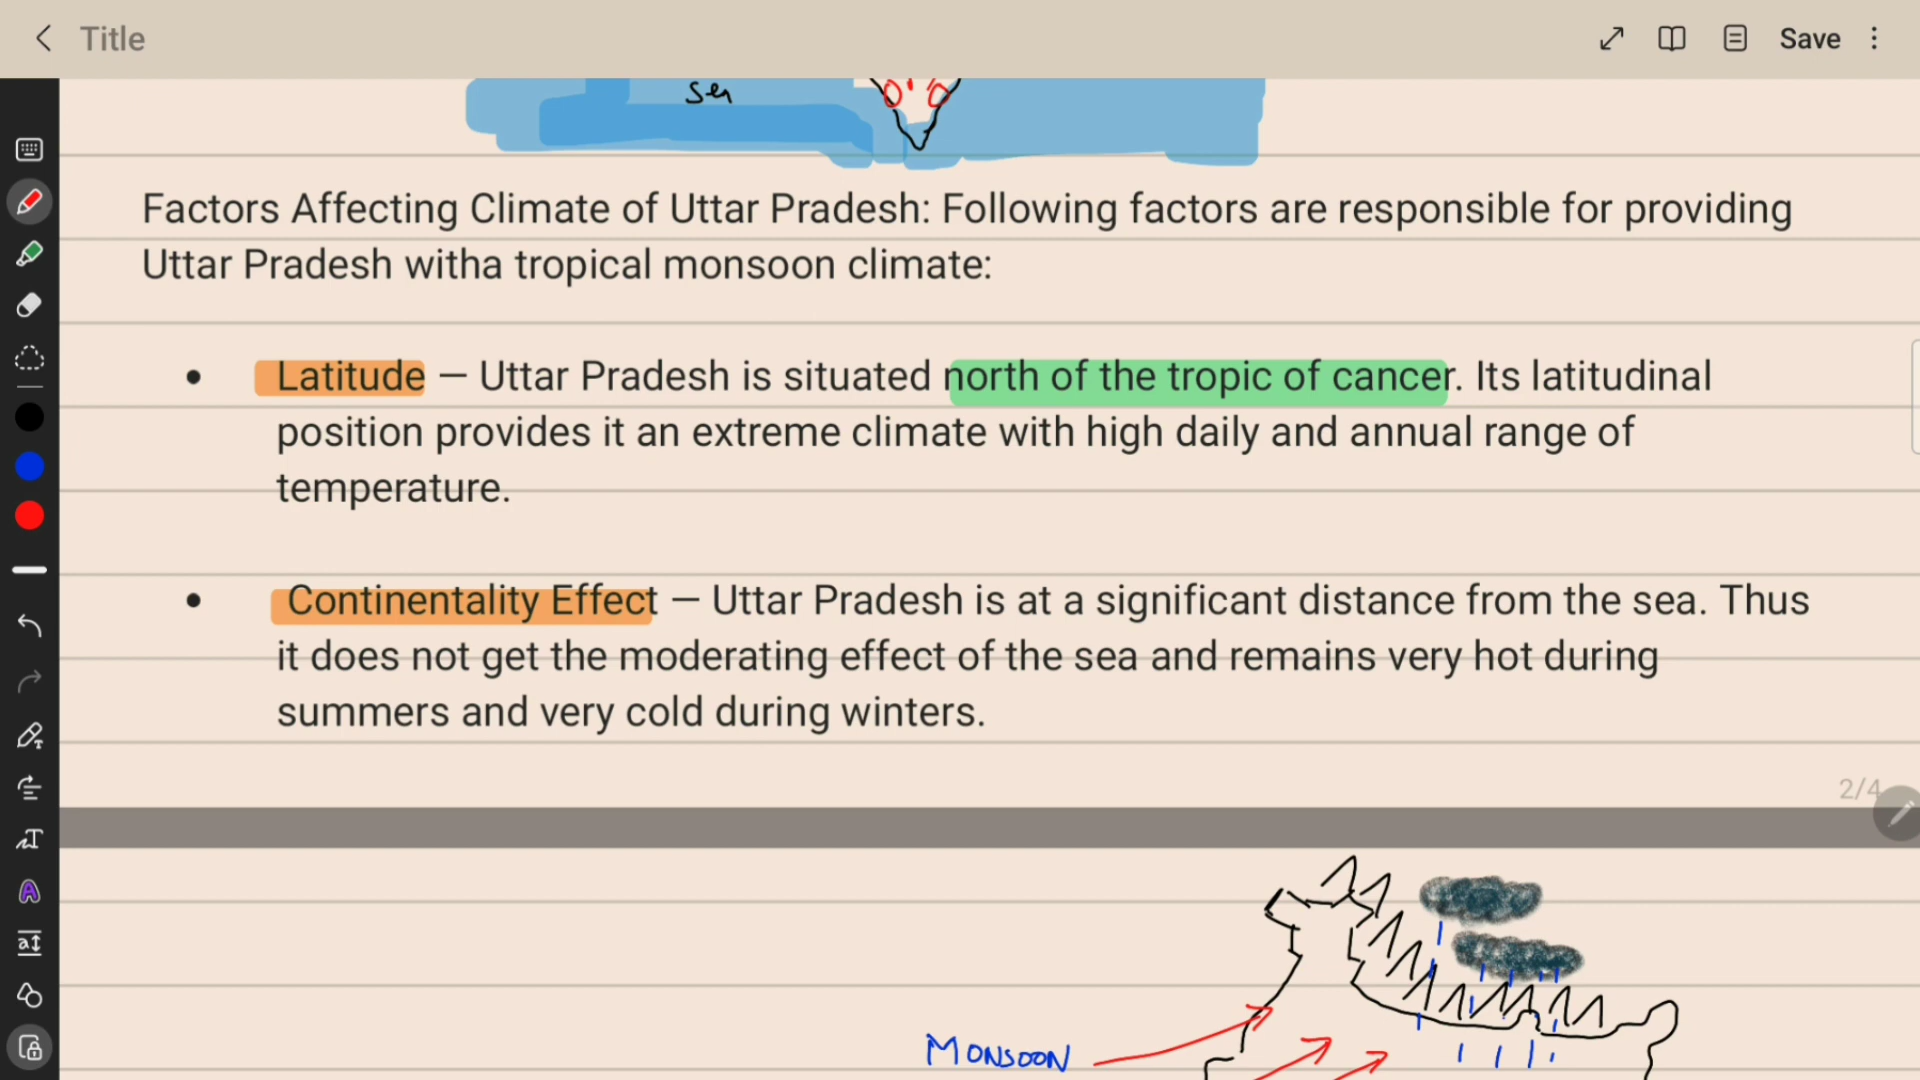 Title
Save
Sea
Factors Affecting Climate of Uttar Pradesh: Following factors are responsible for providing
Uttar Pradesh witha tropical monsoon climate:
• Latitude — Uttar Pradesh is situated north of the tropic of cancer. Its latitudinal
position provides it an extreme climate with high daily and annual range of
temperature.
• Continentality Effect — Uttar Pradesh is at a significant distance from the sea. Thus
it does not get the moderating effect of the sea and remains very hot during
summers and very cold during winters.
2/4
MONSOON